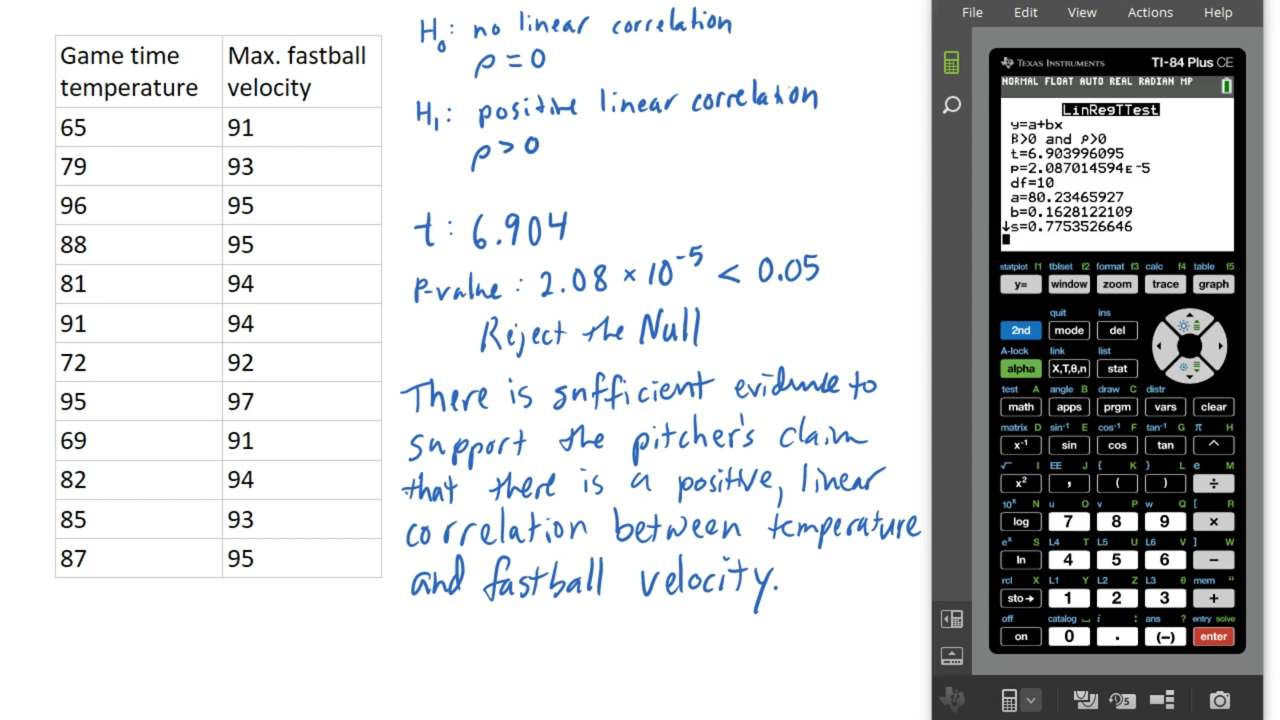 File Edit View Actions Help
Game time temperature Max. fastball velocity
65 91
79 93
96 95
88 95
81 94
91 94
72 92
95 97
69 91
82 94
85 93
87 95
H₀: no linear correlation
ρ = 0
H₁: positive linear correlation
ρ > 0
t: 6.904
P-value: 2.08 × 10⁻⁵ < 0.05
Reject the Null
There is sufficient evidence to
support the pitcher's claim
that there is a positive, linear
correlation between temperature
and fastball velocity.
TEXAS INSTRUMENTS TI-84 Plus CE
NORMAL FLOAT AUTO REAL RADIAN MP
LinRegTTest
y=a+bx
β>0 and ρ>0
t=6.903996095
p=2.087014594E-5
df=10
a=80.23465927
b=0.1628122109
↓s=0.7753526646
statplot f1 tblset f2 format f3 calc f4 table f5
y= window zoom trace graph
quit ins
2nd mode del
A-lock link list
alpha X,T,θ,n stat
test A angle B draw C distr
math apps prgm vars clear
matrix D sin⁻¹ E cos⁻¹ F tan⁻¹ G π H
x⁻¹ sin cos tan ^
√ I EE J { K } L e M
x² , ( ) ÷
10ˣ N u O v P w Q [ R
log 7 8 9 ×
eˣ S L4 T L5 U L6 V ] W
ln 4 5 6 −
rcl X L1 Y L2 Z L3 θ mem "
sto→ 1 2 3 +
off catalog ⎵ i : ans ? entry solve
on 0 . (−) enter